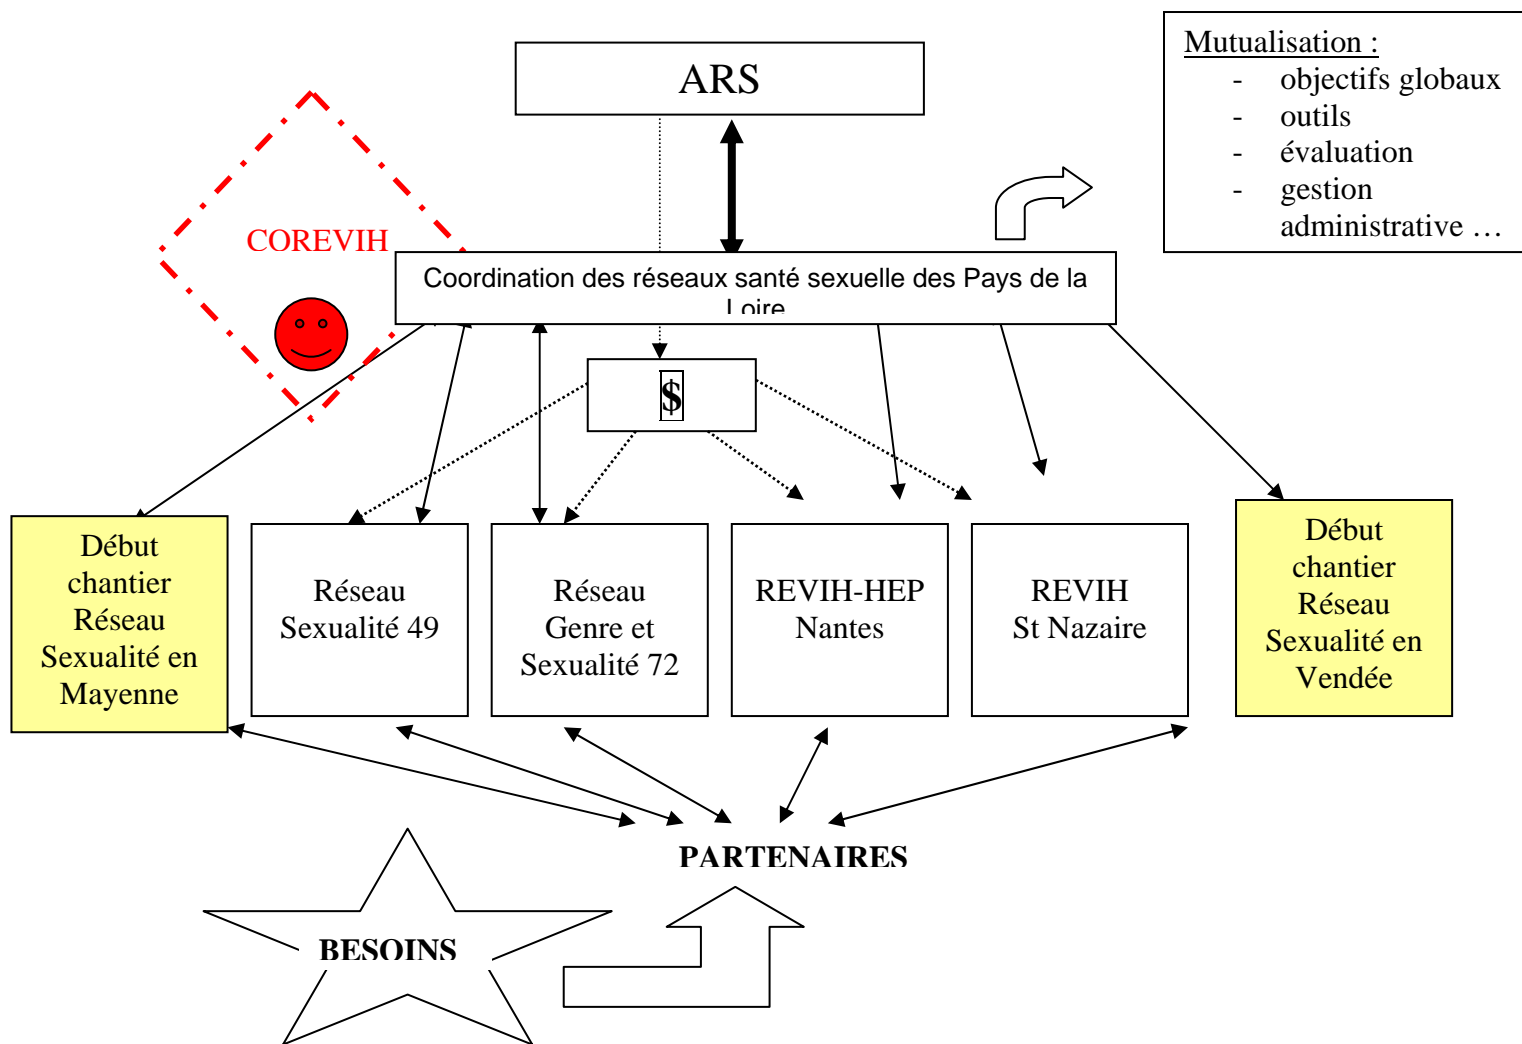 ARS
Mutualisation :
- objectifs globaux
- outils
- évaluation
- gestion
administrative …
COREVIH
Coordination des réseaux santé sexuelle des Pays de la
Loire
$
Début
chantier
Réseau
Sexualité en
Mayenne
Réseau
Sexualité 49
Réseau
Genre et
Sexualité 72
REVIH-HEP
Nantes
REVIH
St Nazaire
Début
chantier
Réseau
Sexualité en
Vendée
PARTENAIRES
BESOINS